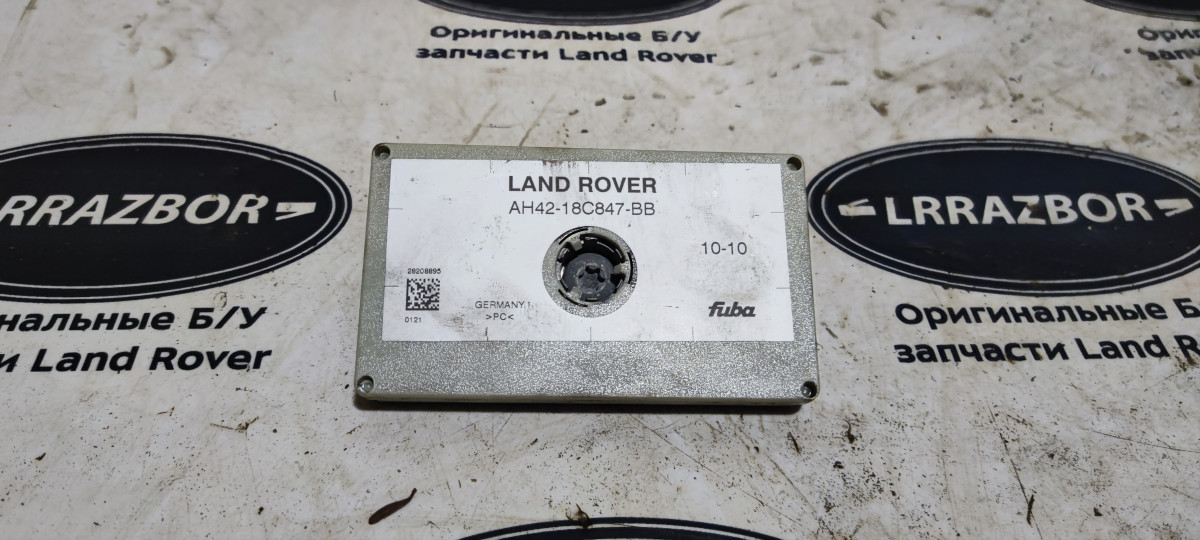 Оригинальные Б/У
запчасти Land Rover
LRRAZBOR
LAND ROVER
AH42-18C847-BB
10-10
28208895
0121
GERMANY
>PC<
fuba
RRAZBOR
нальные Б/У
и Land Rover
Оригинальные Б
запчасти Land R